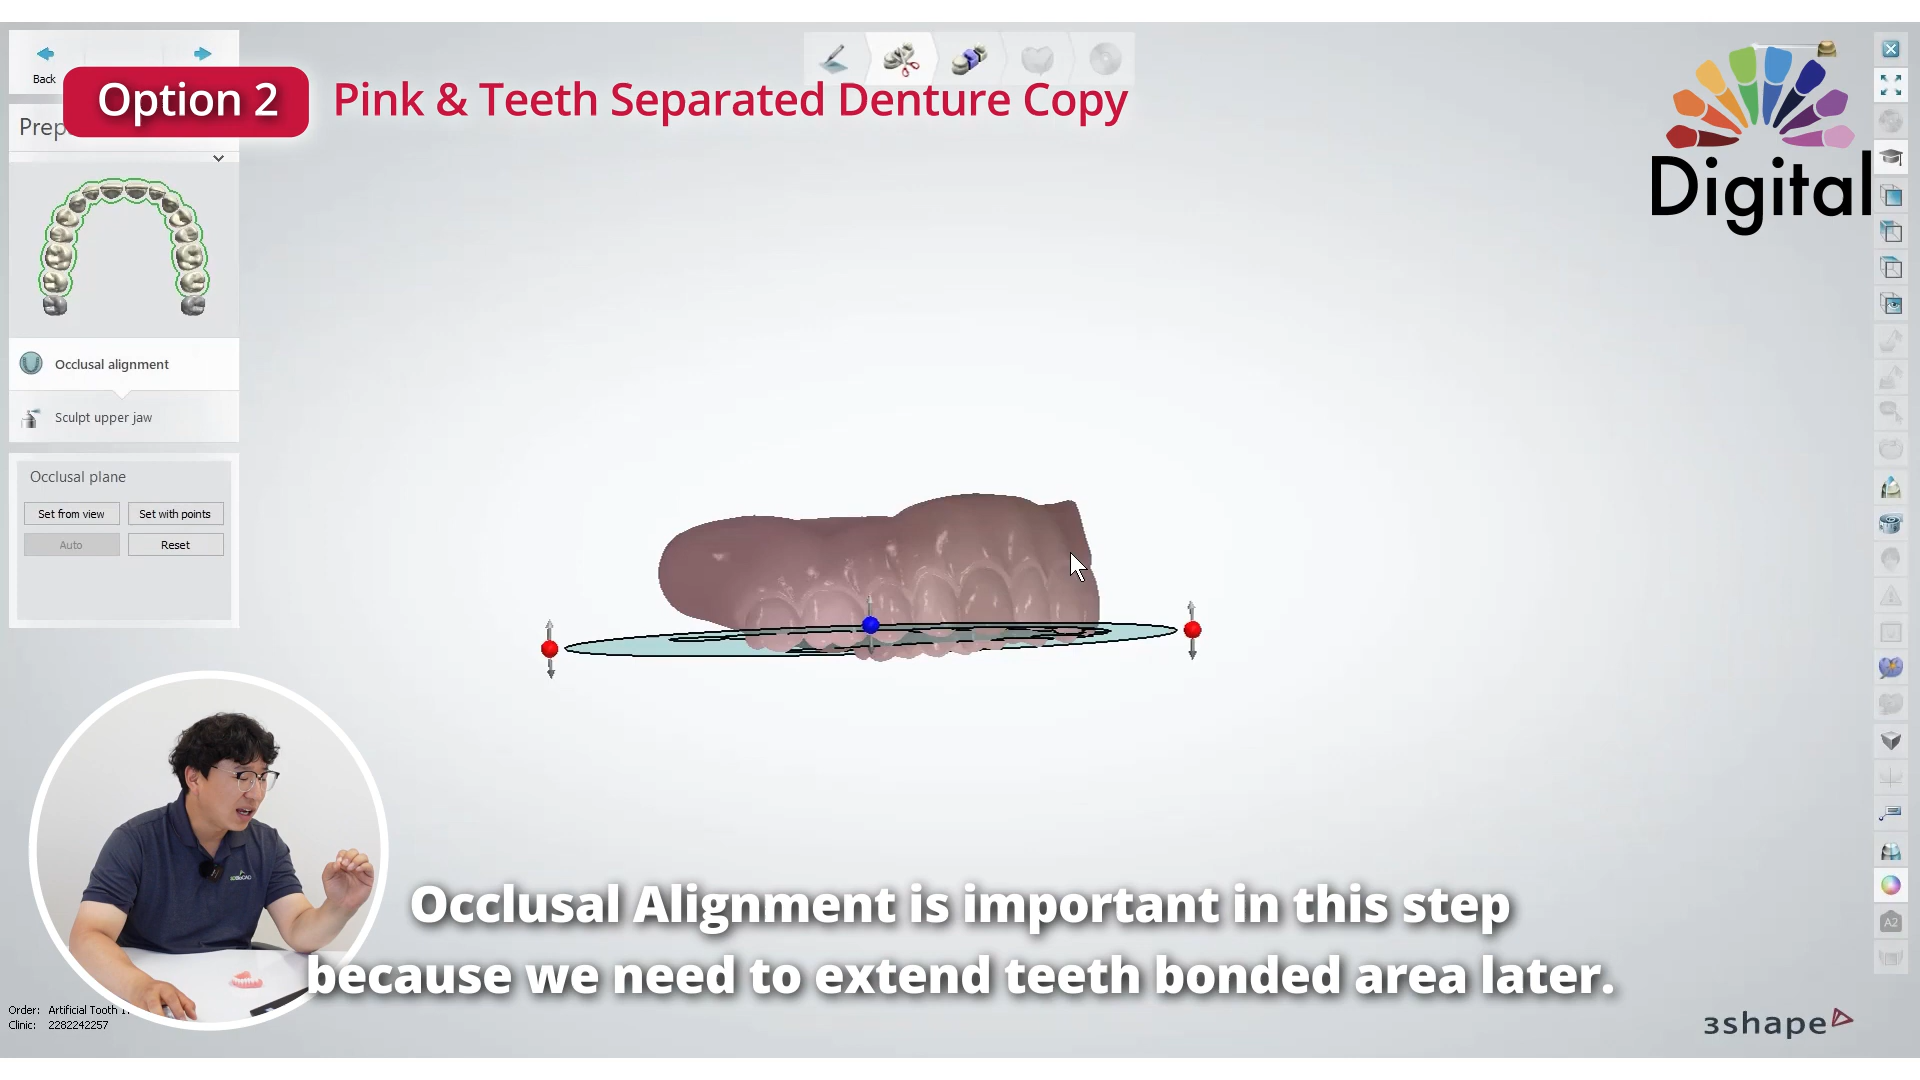 Back
Option 2
Pink & Teeth Separated Denture Copy
Prep
Digital
Occlusal alignment
Sculpt upper jaw
Occlusal plane
Set from view
Set with points
Auto
Reset
A2
Occlusal Alignment is important in this step
because we need to extend teeth bonded area later.
Order: Artificial Tooth
Clinic: 2282242257
3shape